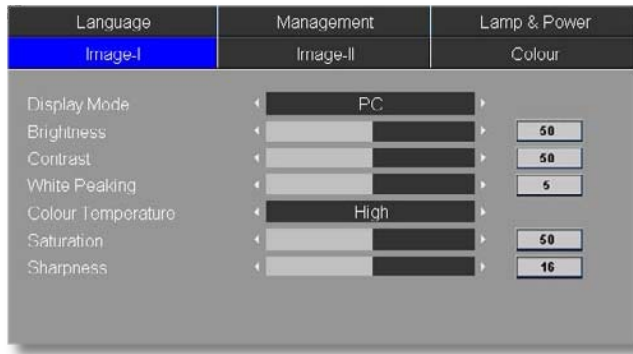 Language Management Lamp & Power
Image-I Image-II Colour
Display Mode PC
Brightness 50
Contrast 50
White Peaking 5
Colour Temperature High
Saturation 50
Sharpness 16